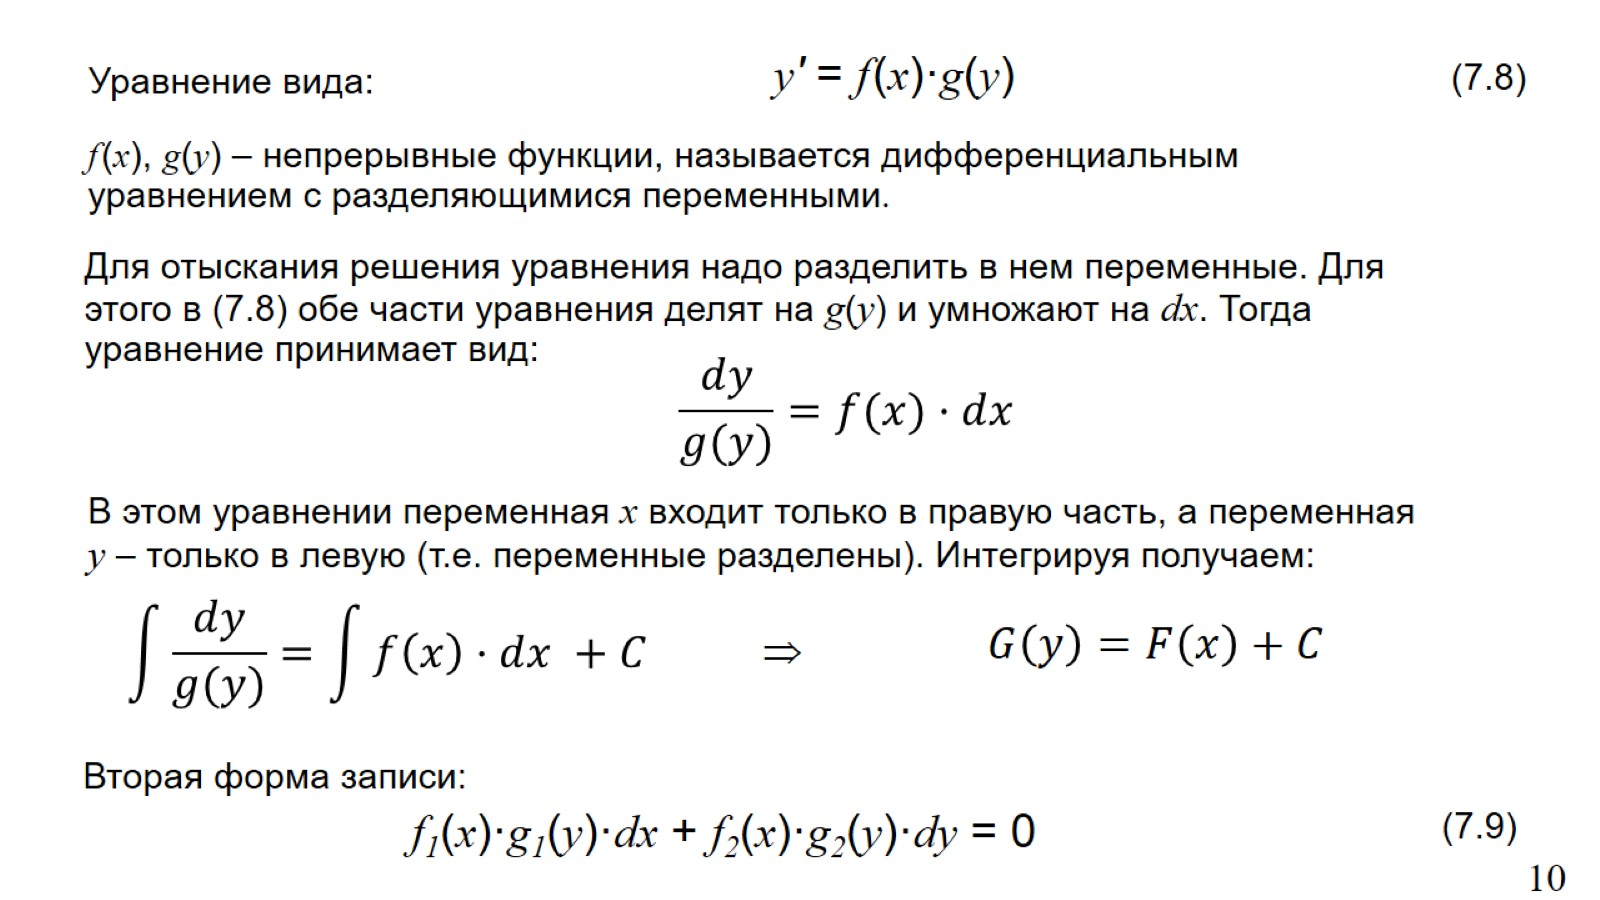 Уравнение вида: y′ = f(x)·g(y) (7.8)
f(x), g(y) – непрерывные функции, называется дифференциальным
уравнением с разделяющимися переменными.
Для отыскания решения уравнения надо разделить в нем переменные. Для
этого в (7.8) обе части уравнения делят на g(y) и умножают на dx. Тогда
уравнение принимает вид:
dy/g(y) = f(x) · dx
В этом уравнении переменная x входит только в правую часть, а переменная
y – только в левую (т.е. переменные разделены). Интегрируя получаем:
∫ dy/g(y) = ∫ f(x) · dx + C ⇒ G(y) = F(x) + C
Вторая форма записи:
f₁(x)·g₁(y)·dx + f₂(x)·g₂(y)·dy = 0 (7.9)
10